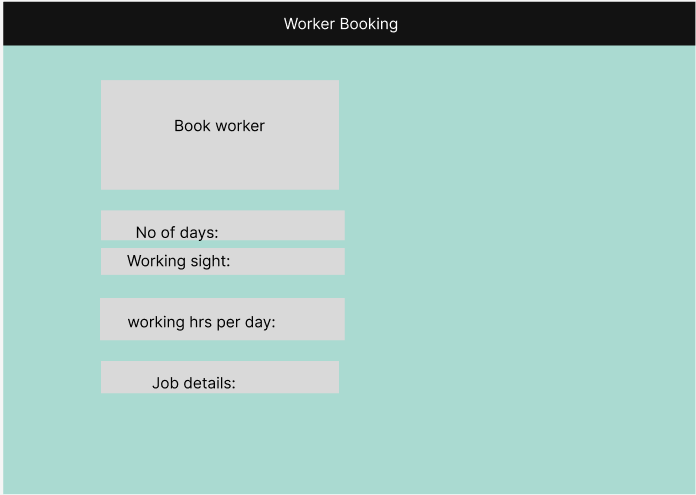 Worker Booking
Book worker
No of days:
Working sight:
working hrs per day:
Job details: